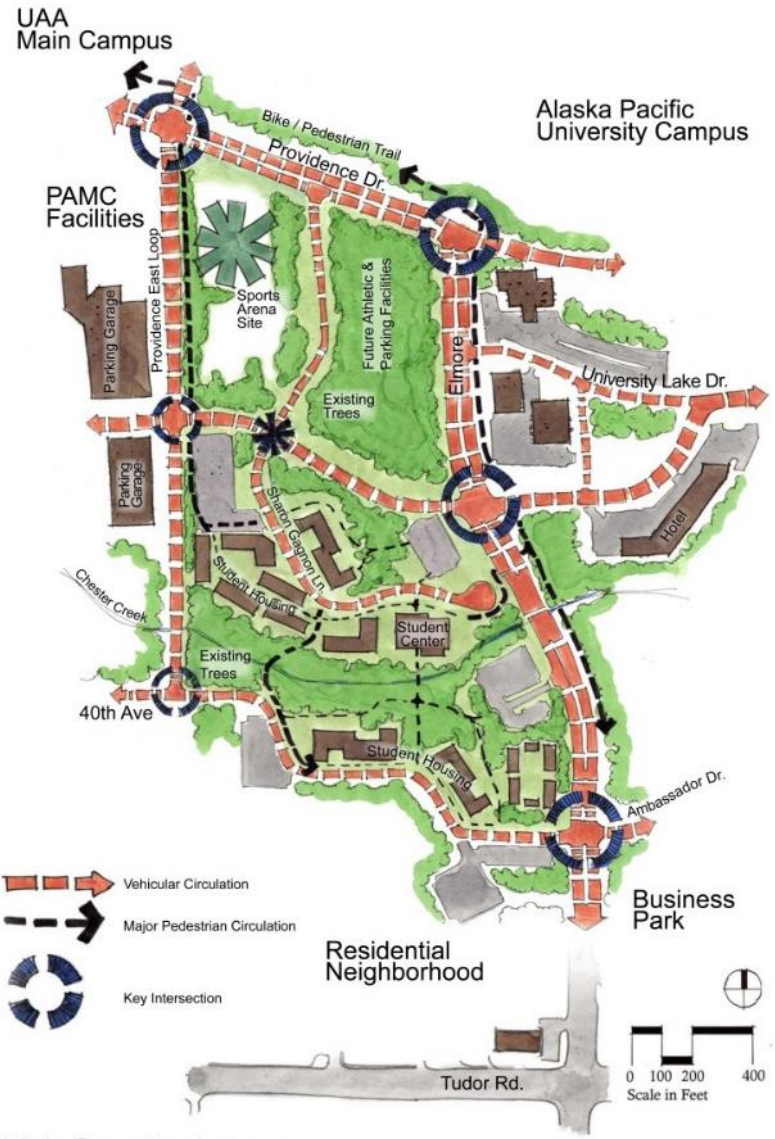 UAA
Main Campus
Alaska Pacific
University Campus
Bike / Pedestrian Trail
Providence Dr.
PAMC
Facilities
Providence East Loop
Parking Garage
Sports
Arena
Site
Future Athletic &
Parking Facilities
Elmore
University Lake Dr.
Existing
Trees
Parking
Garage
Sharon Gagnon Ln.
Hotel
Student Housing
Chester Creek
Student
Center
Existing
Trees
40th Ave
Student Housing
Ambassador Dr.
Vehicular Circulation
Major Pedestrian Circulation
Key Intersection
Business
Park
Residential
Neighborhood
Tudor Rd.
0 100 200 400
Scale in Feet